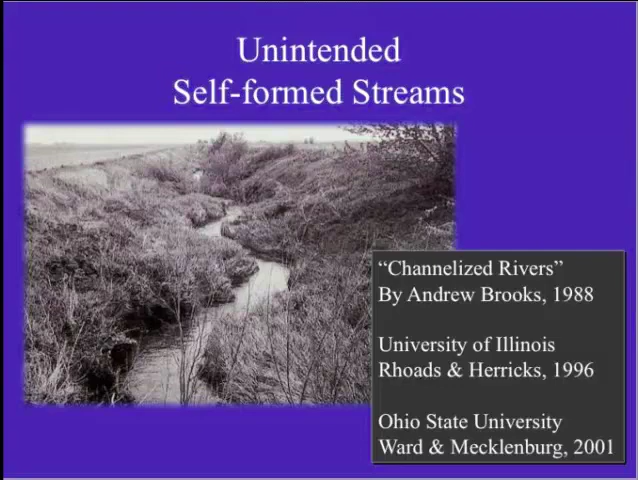 Unintended
Self-formed Streams
“Channelized Rivers”
By Andrew Brooks, 1988
University of Illinois
Rhoads & Herricks, 1996
Ohio State University
Ward & Mecklenburg, 2001